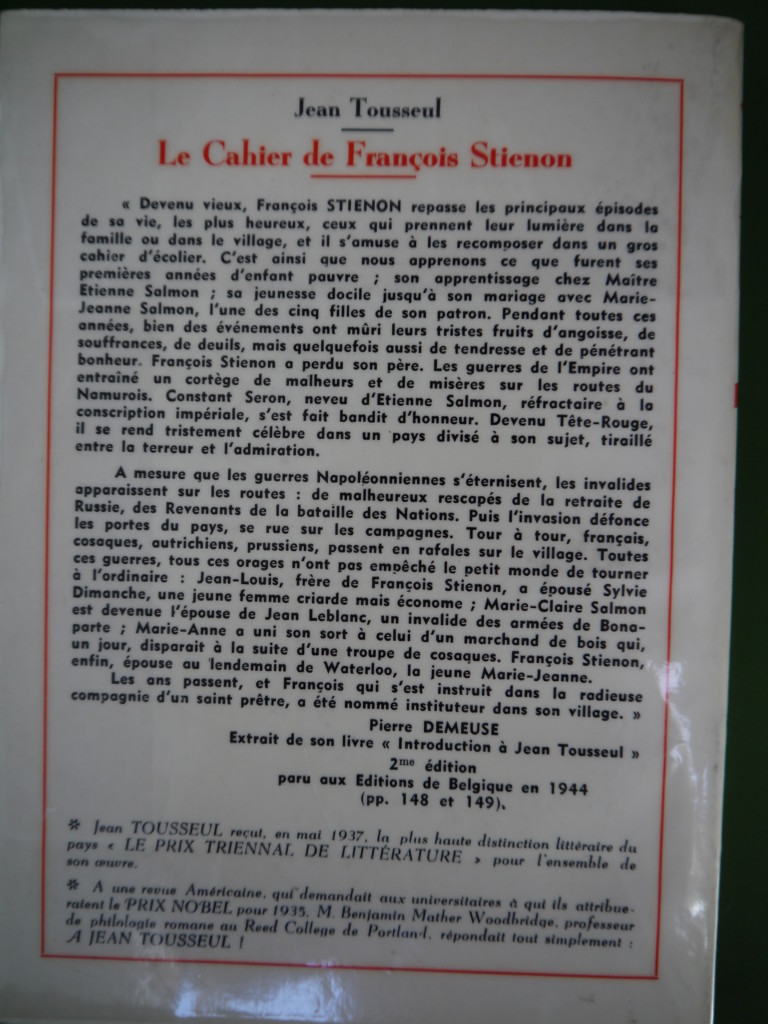 Jean Tousseul
Le Cahier de François Stienon
« Devenu vieux, François STIENON repasse les principaux épisodes
de sa vie, les plus heureux, ceux qui prennent leur lumière dans la
famille ou dans le village, et il s'amuse à les recomposer dans un gros
cahier d'écolier. C'est ainsi que nous apprenons ce que furent ses
premières années d'enfant pauvre ; son apprentissage chez Maître
Etienne Salmon ; sa jeunesse docile jusqu'à son mariage avec Marie-
Jeanne Salmon, l'une des cinq filles de son patron. Pendant toutes ces
années, bien des événements ont mûri leurs tristes fruits d'angoisse, de
souffrances, de deuils, mais quelquefois aussi de tendresse et de pénétrant
bonheur. François Stienon a perdu son père. Les guerres de l'Empire ont
entraîné un cortège de malheurs et de misères sur les routes du
Namurois. Constant Seron, neveu d'Etienne Salmon, réfractaire à la
conscription impériale, s'est fait bandit d'honneur. Devenu Tête-Rouge,
il se rend tristement célèbre dans un pays divisé à son sujet, tiraillé
entre la terreur et l'admiration.
A mesure que les guerres Napoléonniennes s'éternisent, les invalides
apparaissent sur les routes : de malheureux rescapés de la retraite de
Russie, des Revenants de la bataille des Nations. Puis l'invasion défonce
les portes du pays, se rue sur les campagnes. Tour à tour, français,
cosaques, autrichiens, prussiens, passent en rafales sur le village. Toutes
ces guerres, tous ces orages n'ont pas empêché le petit monde de tourner
à l'ordinaire : Jean-Louis, frère de François Stienon, a épousé Sylvie
Dimanche, une jeune femme criarde mais économe ; Marie-Claire Salmon
est devenue l'épouse de Jean Leblanc, un invalide des armées de Bona-
parte ; Marie-Anne a uni son sort à celui d'un marchand de bois qui,
un jour, disparaît à la suite d'une troupe de cosaques. François Stienon,
enfin, épouse au lendemain de Waterloo, la jeune Marie-Jeanne.
Les ans passent, et François qui s'est instruit dans la radieuse
compagnie d'un saint prêtre, a été nommé instituteur dans son village. »
Pierre DEMEUSE
Extrait de son livre « Introduction à Jean Tousseul »
2me édition
paru aux Editions de Belgique en 1944
(pp. 148 et 149).
* Jean TOUSSEUL reçut, en mai 1937, la plus haute distinction littéraire du
pays « LE PRIX TRIENNAL DE LITTÉRATURE » pour l'ensemble de
son œuvre.
* A une revue Américaine, qui demandait aux universitaires à qui ils attribue-
raient le PRIX NOBEL pour 1935, M. Benjamin Mather Woodbridge, professeur
de philologie romane au Reed College de Portland, répondait tout simplement :
A JEAN TOUSSEUL !